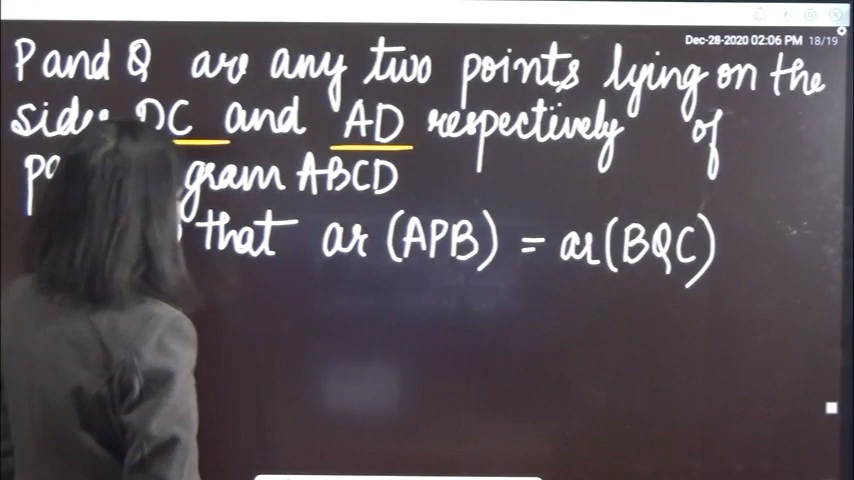 Dec-28-2020 02:06 PM 18/19
P and Q are any two points lying on the
DC and AD respectively of
gram ABCD
that ar (APB) = ar (BQC)